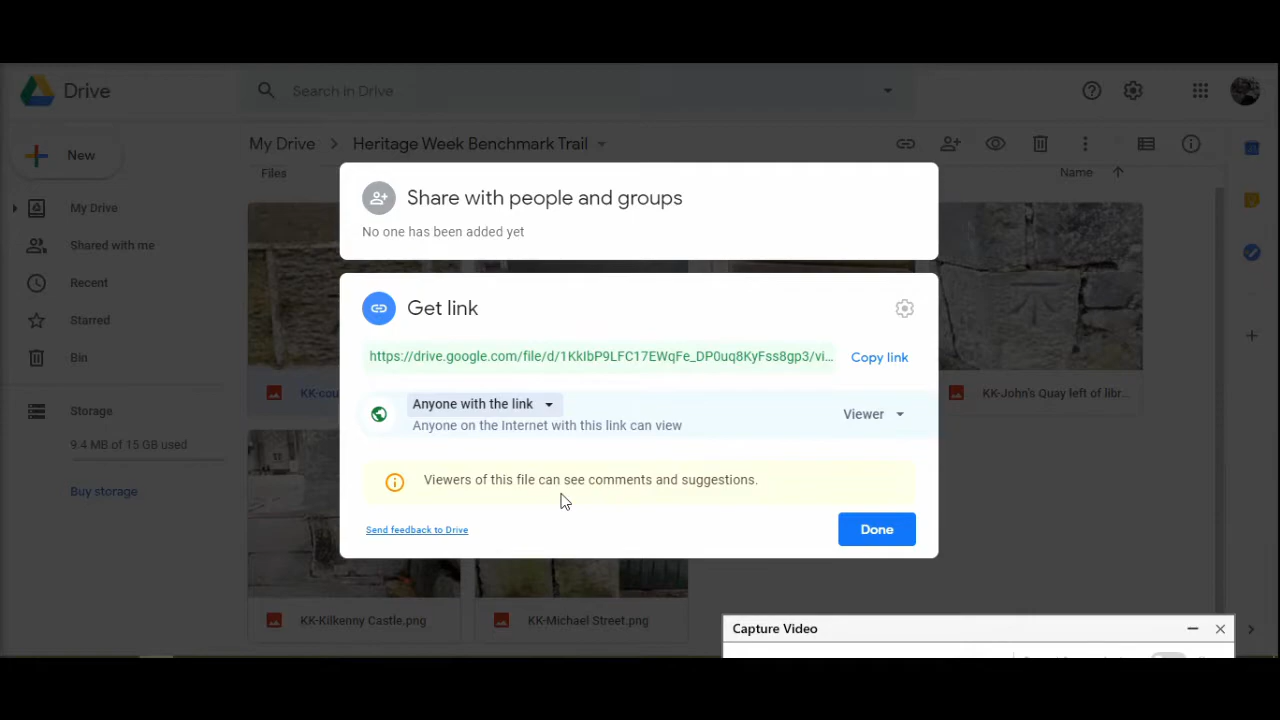 Drive
Search in Drive
New
My Drive
Heritage Week Benchmark Trail
Files
Name
My Drive
Shared with me
Recent
Starred
Bin
Storage
9.4 MB of 15 GB used
Buy storage
Share with people and groups
No one has been added yet
Get link
https://drive.google.com/file/d/1KkIbP9LFC17EWqFe_DP0uq8KyFss8gp3/vi...
Copy link
Anyone with the link
Anyone on the Internet with this link can view
Viewer
Viewers of this file can see comments and suggestions.
Send feedback to Drive
Done
KK-cou
KK-John's Quay left of libr...
KK-Kilkenny Castle.png
KK-Michael Street.png
Capture Video